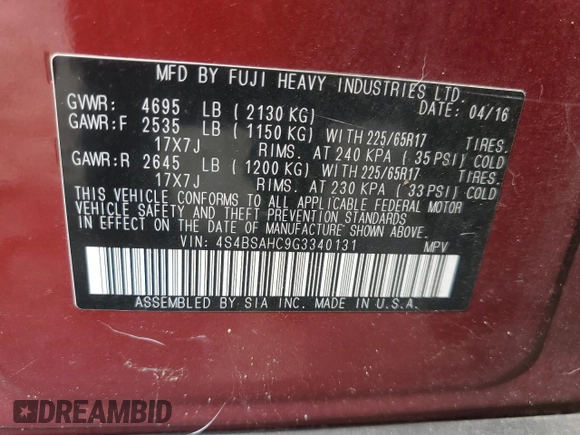 MFD BY FUJI HEAVY INDUSTRIES LTD.
GVWR: 4695 LB ( 2130 KG) DATE: 04/16
GAWR:F 2535 LB ( 1150 KG) WITH 225/65R17 TIRES.
17X7J RIMS. AT 240 KPA ( 35 PSI) COLD
GAWR:R 2645 LB ( 1200 KG) WITH 225/65R17 TIRES.
17X7J RIMS. AT 230 KPA ( 33 PSI) COLD
THIS VEHICLE CONFORMS TO ALL APPLICABLE FEDERAL MOTOR
VEHICLE SAFETY AND THEFT PREVENTION STANDARDS
IN EFFECT ON THE DATE OF MANUFACTURE SHOWN ABOVE.
VIN: 4S4BSAHC9G3340131 MPV
ASSEMBLED BY SIA INC. MADE IN U.S.A.
DREAMBID